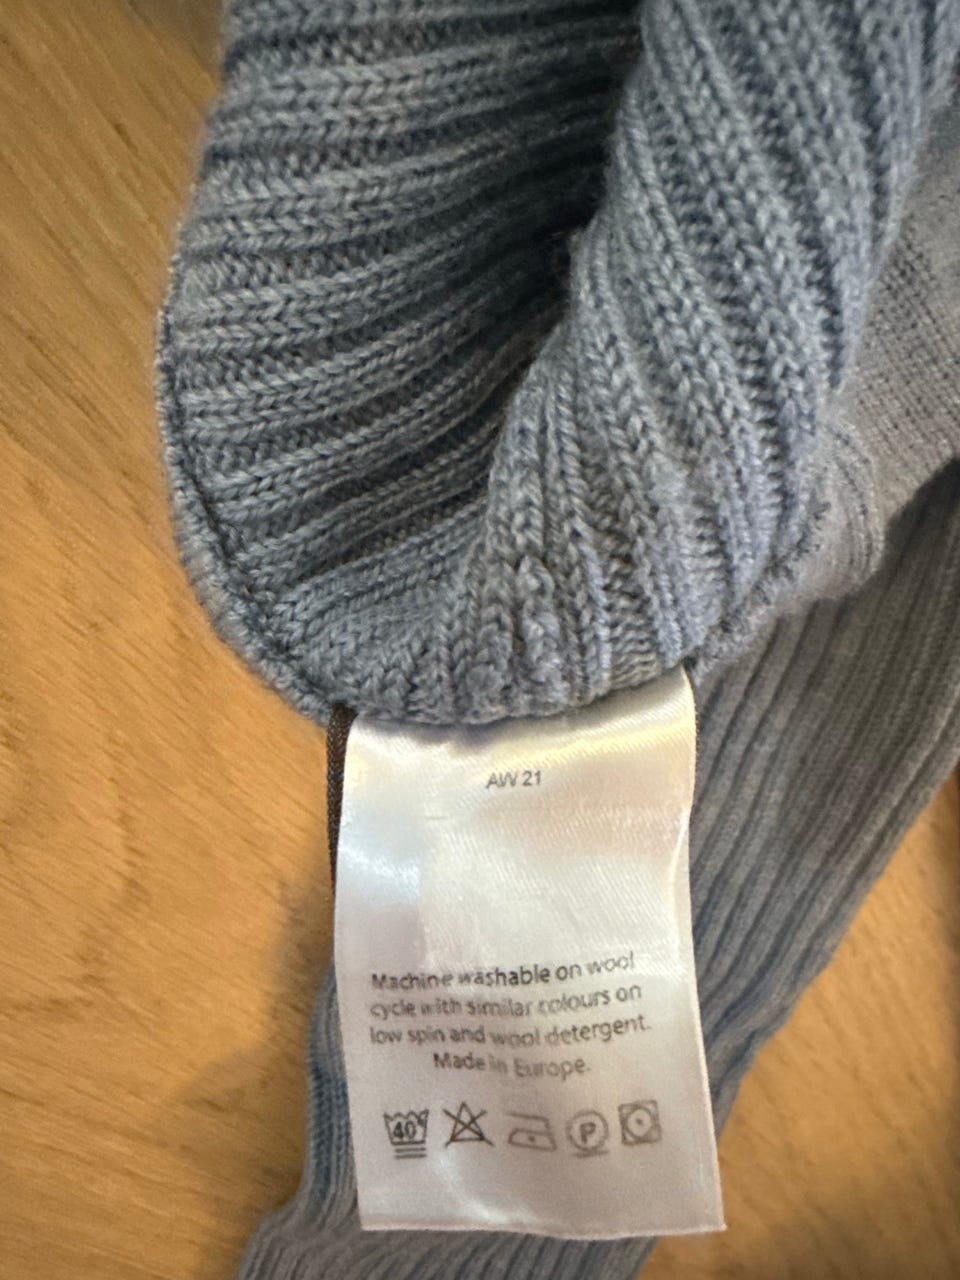 AW 21
Machine washable on wool
cycle with similar colours on
low spin and wool detergent.
Made in Europe.
40°
P